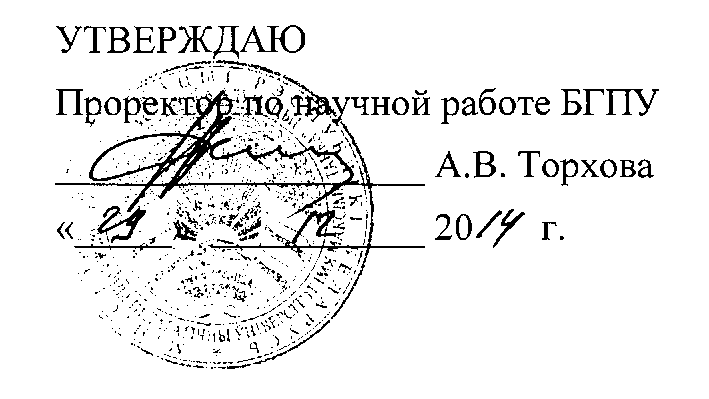 УТВЕРЖДАЮ
Проректор по научной работе БГПУ
А.В. Торхова
« 29 » 12 2014 г.